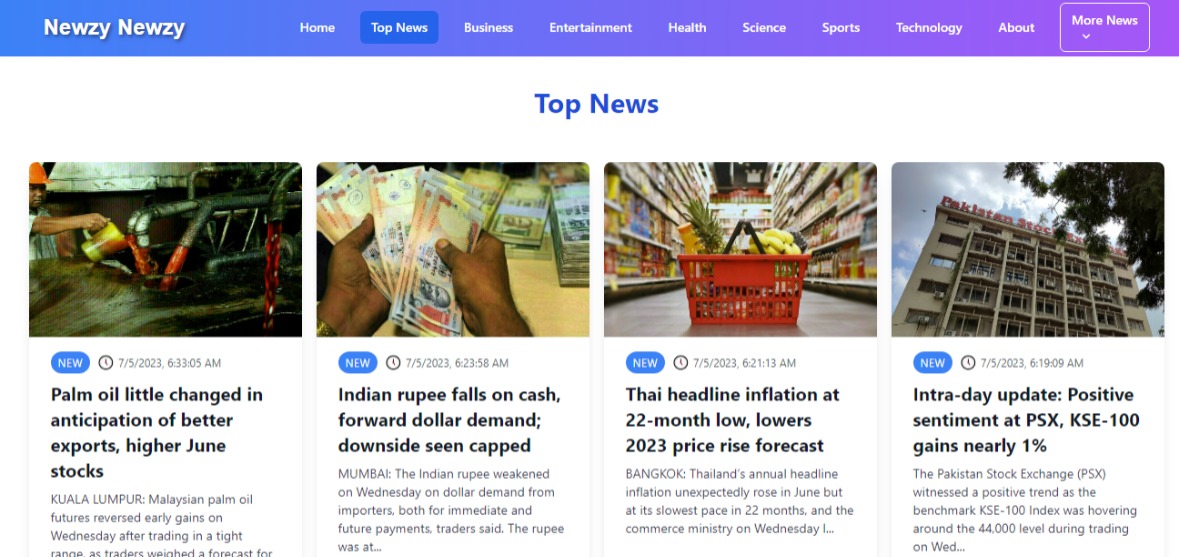 Newzy Newzy
Home
Top News
Business
Entertainment
Health
Science
Sports
Technology
About
More News
Top News
Pakistan Stock
NEW
7/5/2023, 6:33:05 AM
Palm oil little changed in
anticipation of better
exports, higher June
stocks
KUALA LUMPUR: Malaysian palm oil
futures reversed early gains on
Wednesday after trading in a tight
range, as traders weighed a forecast for
NEW
7/5/2023, 6:23:58 AM
Indian rupee falls on cash,
forward dollar demand;
downside seen capped
MUMBAI: The Indian rupee weakened
on Wednesday on dollar demand from
importers, both for immediate and
future payments, traders said. The rupee
was at...
NEW
7/5/2023, 6:21:13 AM
Thai headline inflation at
22-month low, lowers
2023 price rise forecast
BANGKOK: Thailand's annual headline
inflation unexpectedly rose in June but
at its slowest pace in 22 months, and the
commerce ministry on Wednesday l...
NEW
7/5/2023, 6:19:09 AM
Intra-day update: Positive
sentiment at PSX, KSE-100
gains nearly 1%
The Pakistan Stock Exchange (PSX)
witnessed a positive trend as the
benchmark KSE-100 Index was hovering
around the 44,000 level during trading
on Wed...